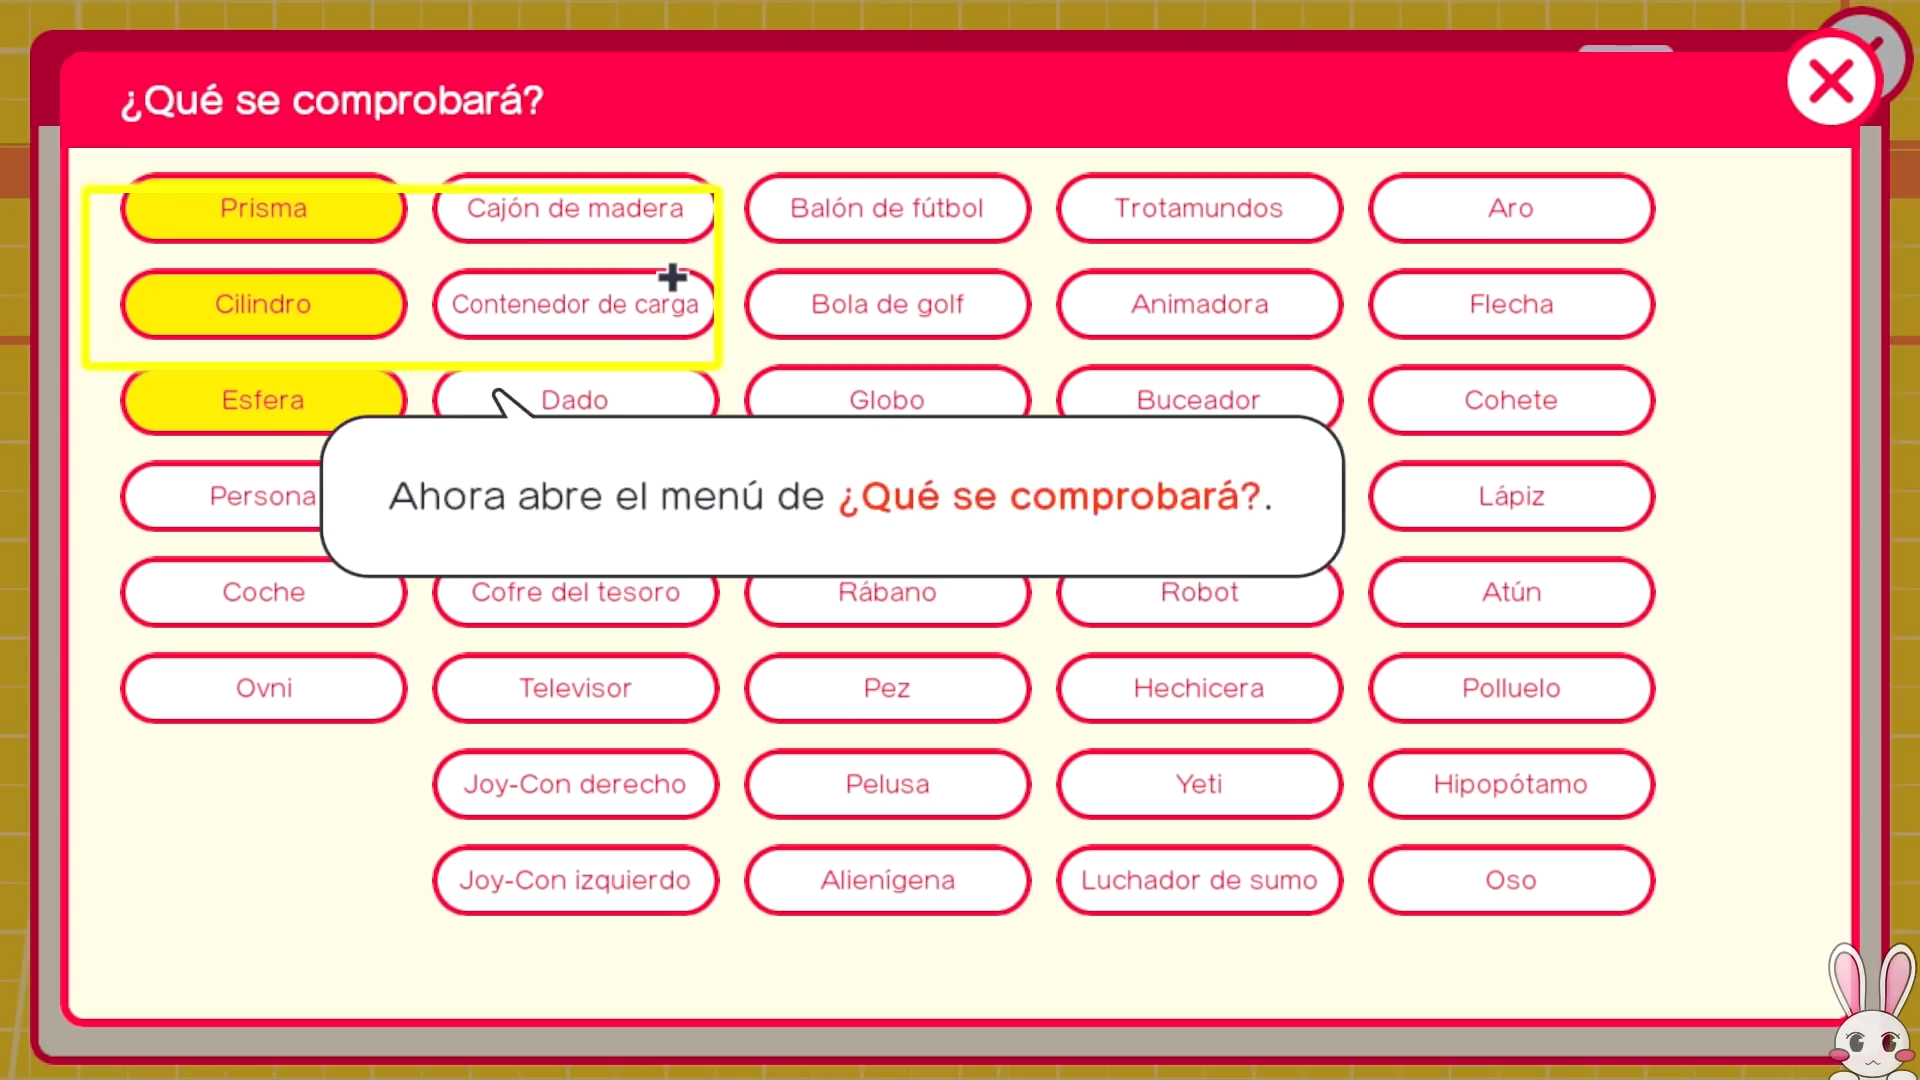 ¿Qué se comprobará?
Prisma
Cajón de madera
Balón de fútbol
Trotamundos
Aro
Cilindro
Contenedor de carga
Bola de golf
Animadora
Flecha
Esfera
Dado
Globo
Buceador
Cohete
Persona
Ahora abre el menú de ¿Qué se comprobará?.
Lápiz
Coche
Cofre del tesoro
Rábano
Robot
Atún
Ovni
Televisor
Pez
Hechicera
Polluelo
Joy-Con derecho
Pelusa
Yeti
Hipopótamo
Joy-Con izquierdo
Alienígena
Luchador de sumo
Oso